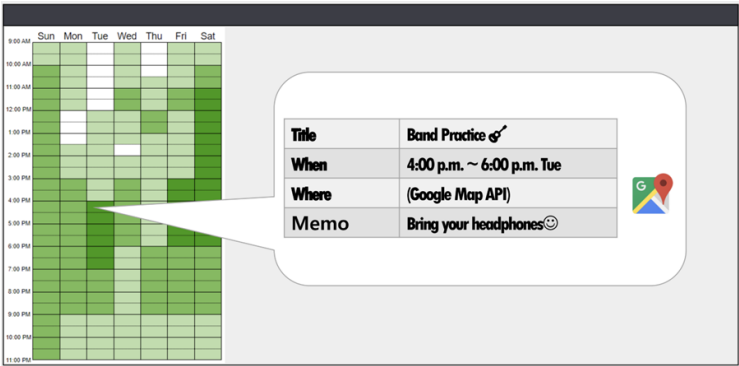 Sun Mon Tue Wed Thu Fri Sat
9:00 AM
10:00 AM
11:00 AM
12:00 PM
1:00 PM
2:00 PM
3:00 PM
4:00 PM
5:00 PM
6:00 PM
7:00 PM
8:00 PM
9:00 PM
10:00 PM
11:00 PM
Title Band Practice 🎸
When 4:00 p.m. ~ 6:00 p.m. Tue
Where (Google Map API)
Memo Bring your headphones☺
G